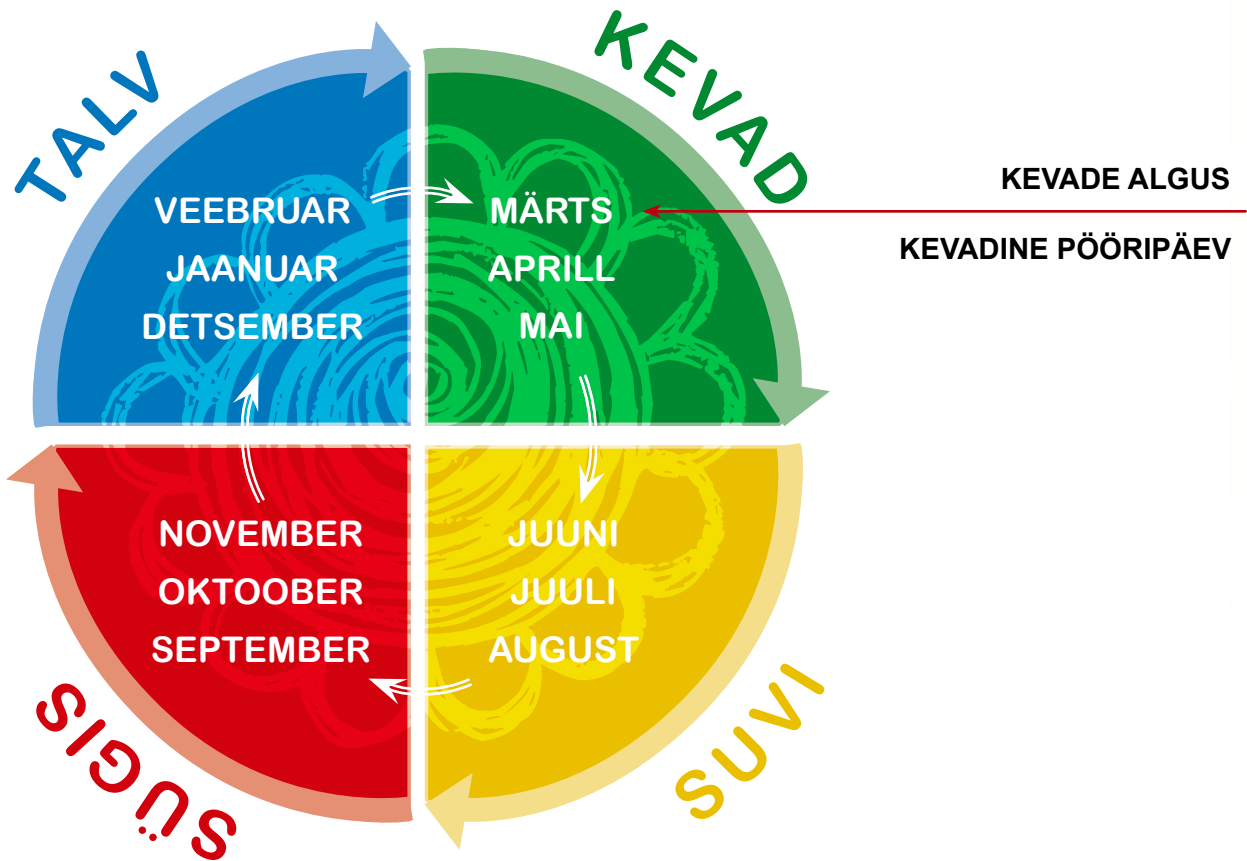 TALV
VEEBRUAR
JAANUAR
DETSEMBER
KEVAD
MÄRTS
APRILL
MAI
KEVADE ALGUS
KEVADINE PÖÖRIPÄEV
SUVI
JUUNI
JUULI
AUGUST
SÜGIS
NOVEMBER
OKTOOBER
SEPTEMBER